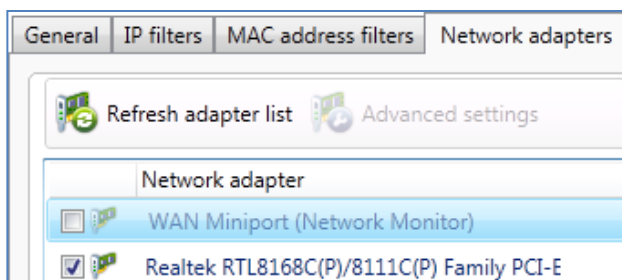 General IP filters MAC address filters Network adapters
Refresh adapter list Advanced settings
Network adapter
WAN Miniport (Network Monitor)
Realtek RTL8168C(P)/8111C(P) Family PCI-E